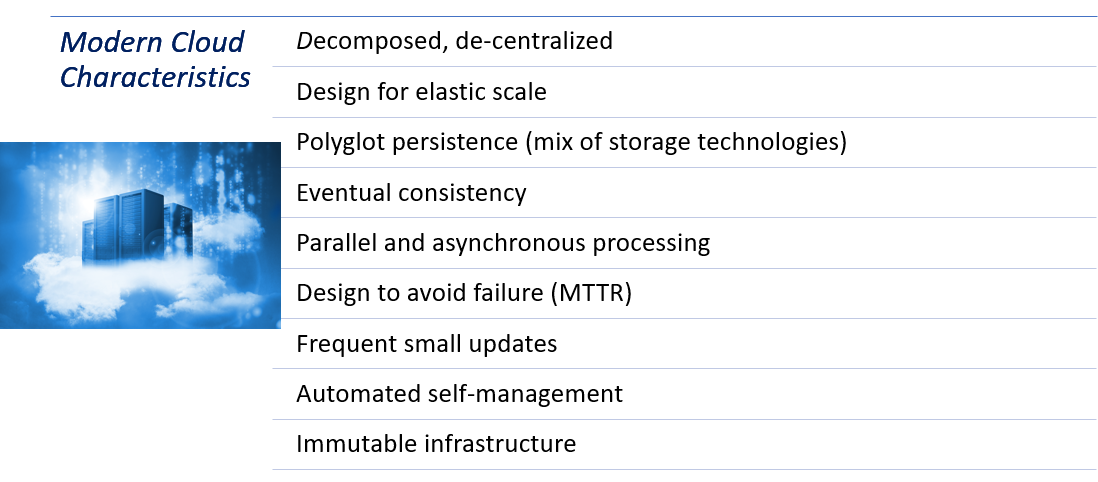 Modern Cloud
Characteristics
Decomposed, de-centralized
Design for elastic scale
Polyglot persistence (mix of storage technologies)
Eventual consistency
Parallel and asynchronous processing
Design to avoid failure (MTTR)
Frequent small updates
Automated self-management
Immutable infrastructure